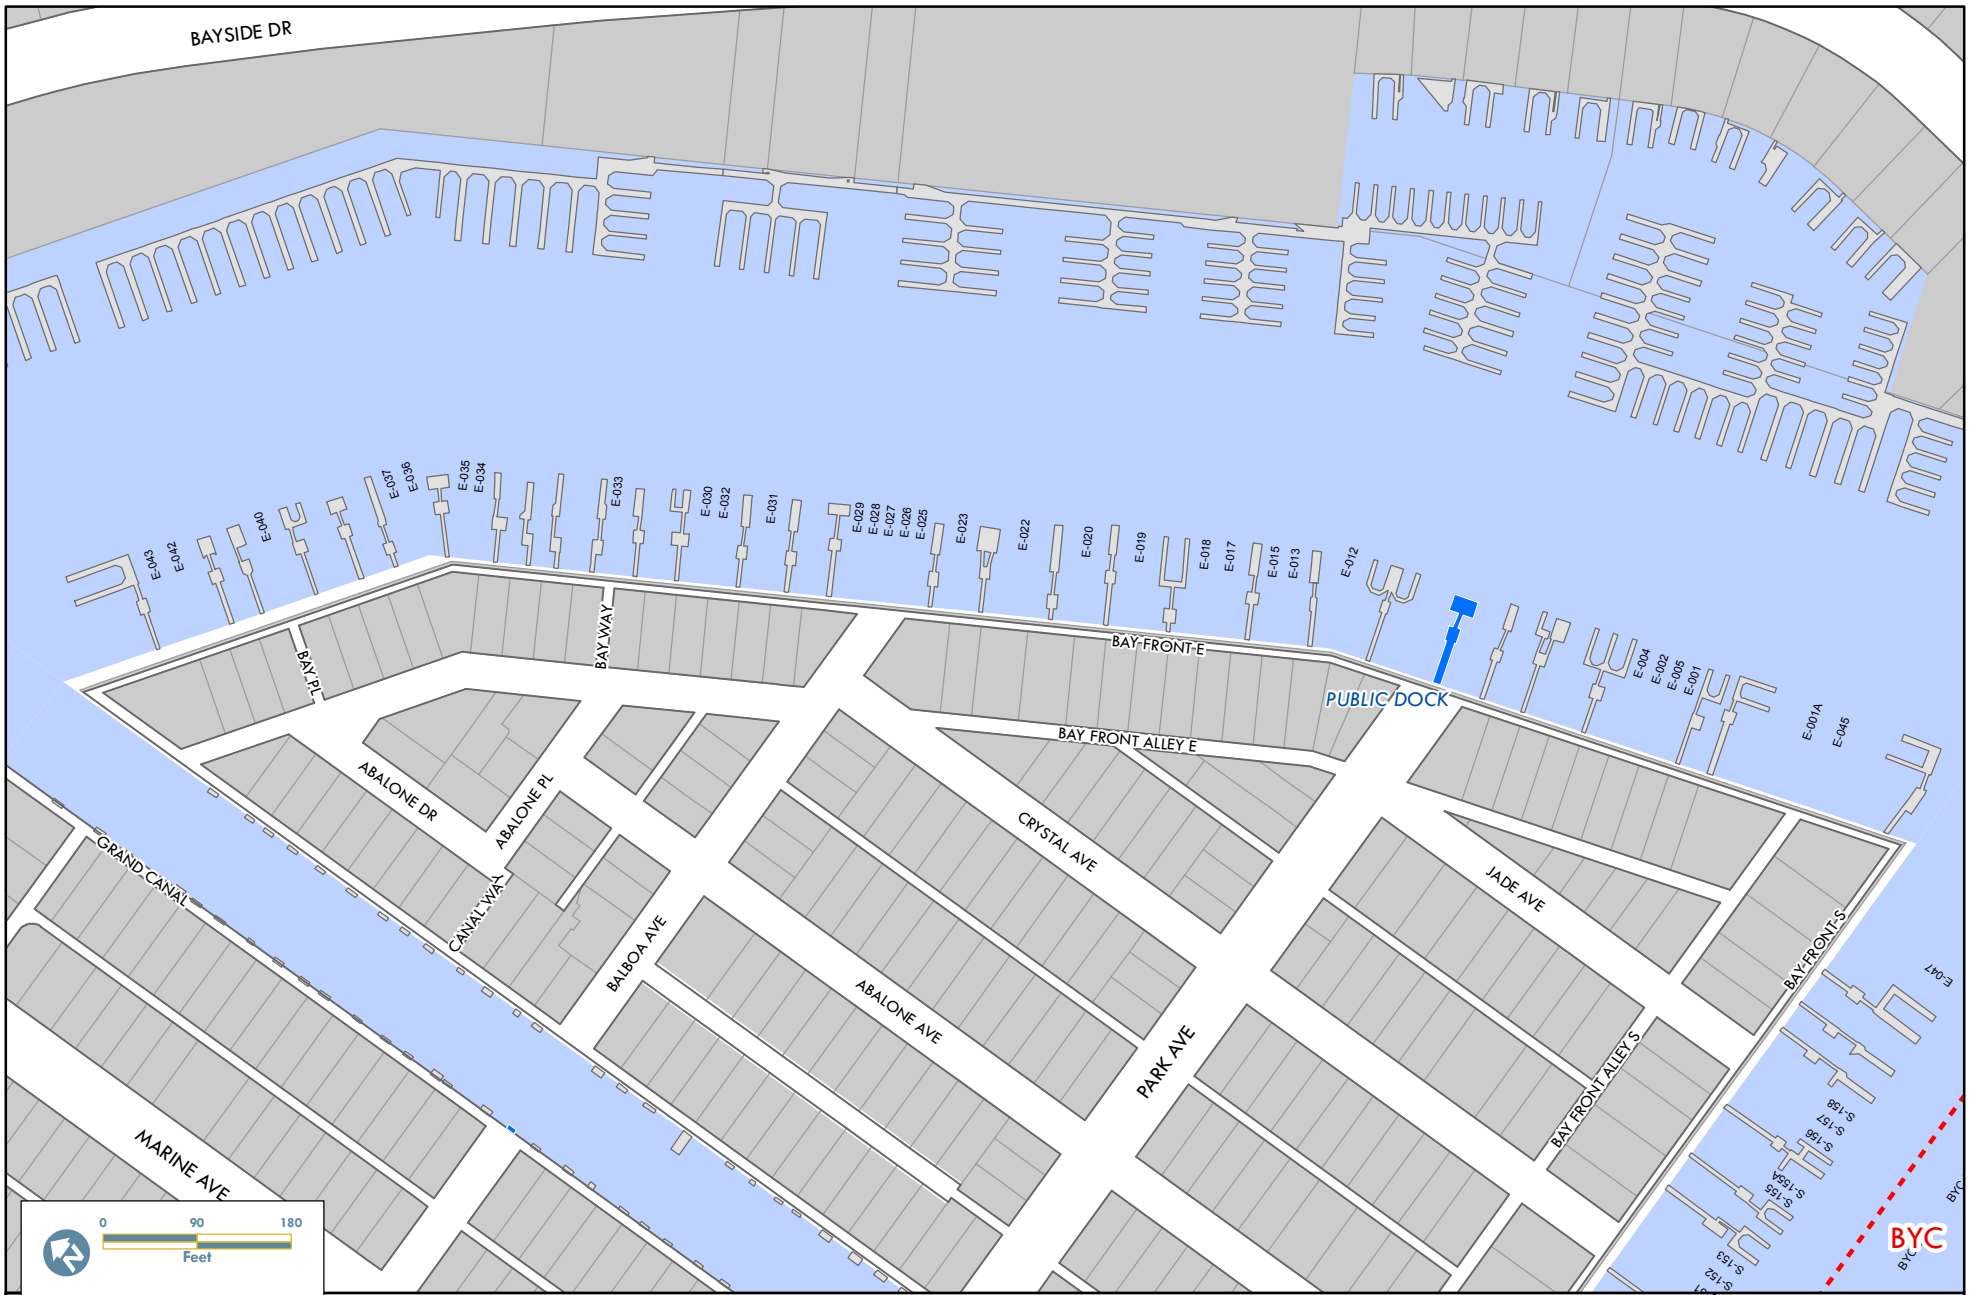 BAYSIDE DR
E-043
E-042
E-040
E-037
E-036
E-035
E-034
E-033
E-030
E-032
E-031
E-029
E-028
E-027
E-026
E-025
E-023
E-022
E-020
E-019
E-018
E-017
E-015
E-013
E-012
E-004
E-002
E-005
E-001
E-001A
E-045
BAY PL
BAY WAY
BAY FRONT E
PUBLIC DOCK
BAY FRONT ALLEY E
ABALONE DR
ABALONE PL
CRYSTAL AVE
JADE AVE
GRAND CANAL
CANAL WAY
BALBOA AVE
ABALONE AVE
PARK AVE
BAY FRONT S
BAY FRONT ALLEY S
E-047
S-158
S-157
S-156
S-155A
S-155
S-153
S-152
MARINE AVE
BYC
BYC
BYC
0 90 180
Feet